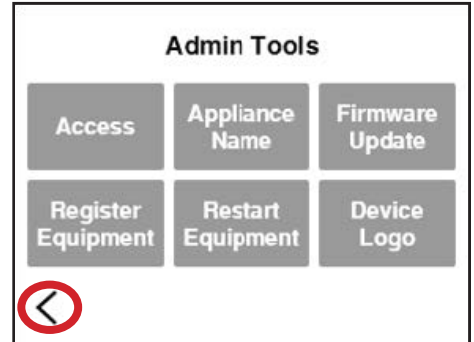 Admin Tools
Access
Appliance
Name
Firmware
Update
Register
Equipment
Restart
Equipment
Device
Logo